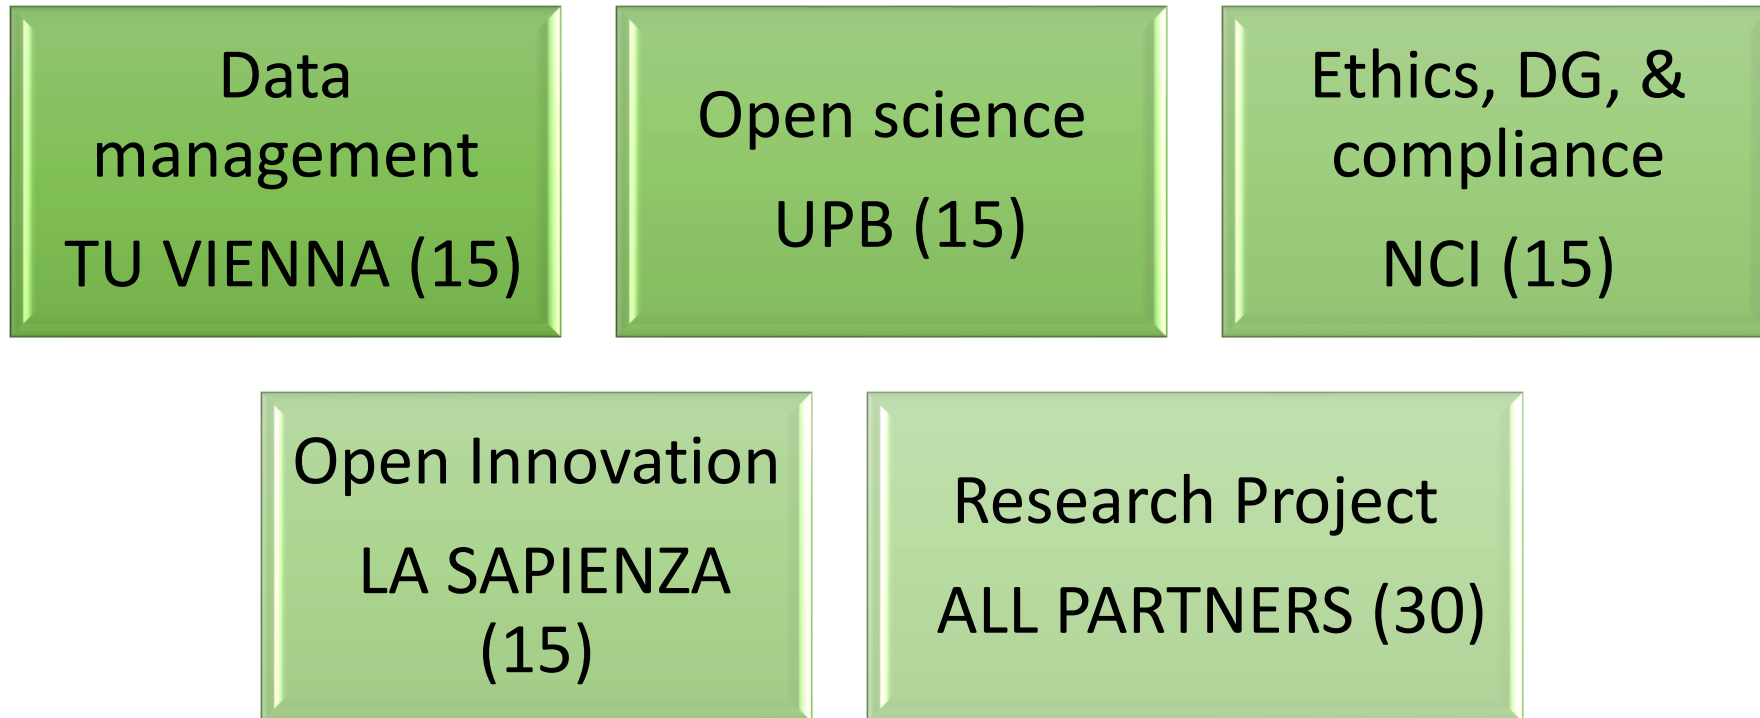 Data
management
TU VIENNA (15)
Open science
UPB (15)
Ethics, DG, &
compliance
NCI (15)
Open Innovation
LA SAPIENZA
(15)
Research Project
ALL PARTNERS (30)